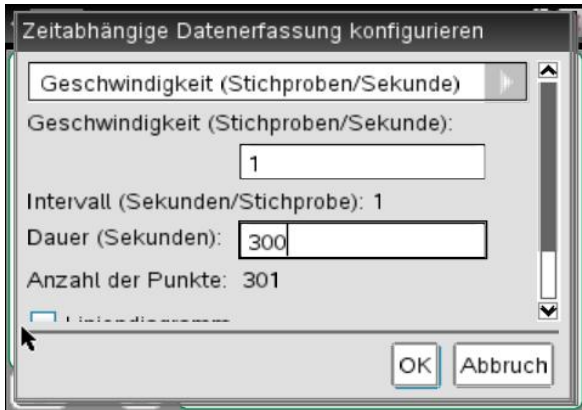 Zeitabhängige Datenerfassung konfigurieren
Geschwindigkeit (Stichproben/Sekunde)
Geschwindigkeit (Stichproben/Sekunde):
1
Intervall (Sekunden/Stichprobe): 1
Dauer (Sekunden): 300
Anzahl der Punkte: 301
Liniendiagramm
OK Abbruch